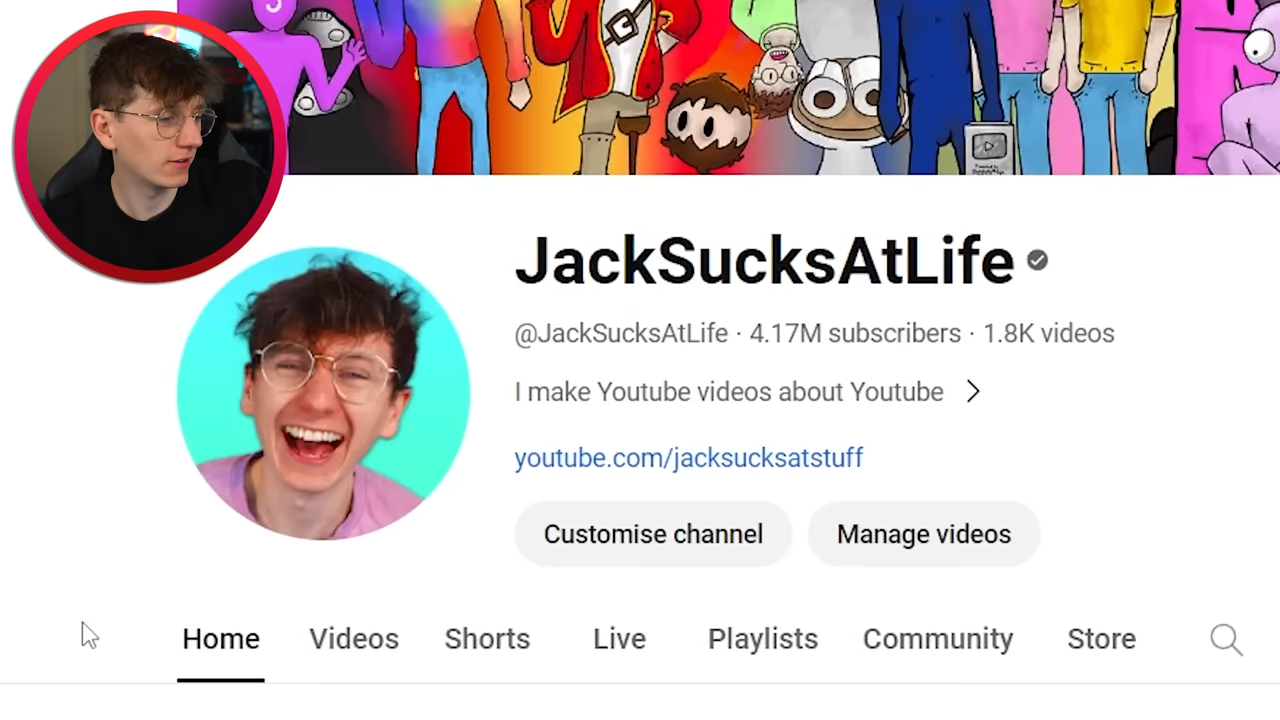 JackSucksAtLife
@JackSucksAtLife · 4.17M subscribers · 1.8K videos
I make Youtube videos about Youtube
youtube.com/jacksucksatstuff
Customise channel Manage videos
Home Videos Shorts Live Playlists Community Store